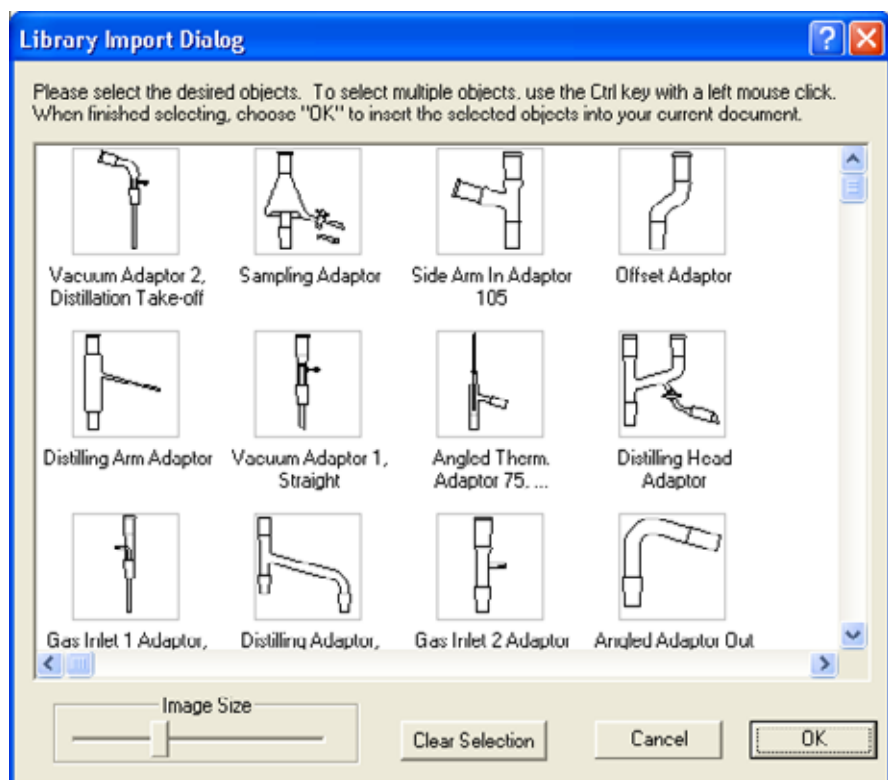 Library Import Dialog
Please select the desired objects. To select multiple objects. use the Ctrl key with a left mouse click.
When finished selecting, choose "OK" to insert the selected objects into your current document.
Vacuum Adaptor 2,
Distillation Take-off
Sampling Adaptor
Side Arm In Adaptor
105
Offset Adaptor
Distilling Arm Adaptor
Vacuum Adaptor 1,
Straight
Angled Therm.
Adaptor 75. ...
Distilling Head
Adaptor
Gas Inlet 1 Adaptor,
Distilling Adaptor,
Gas Inlet 2 Adaptor
Angled Adaptor Out
Image Size
Clear Selection
Cancel
OK